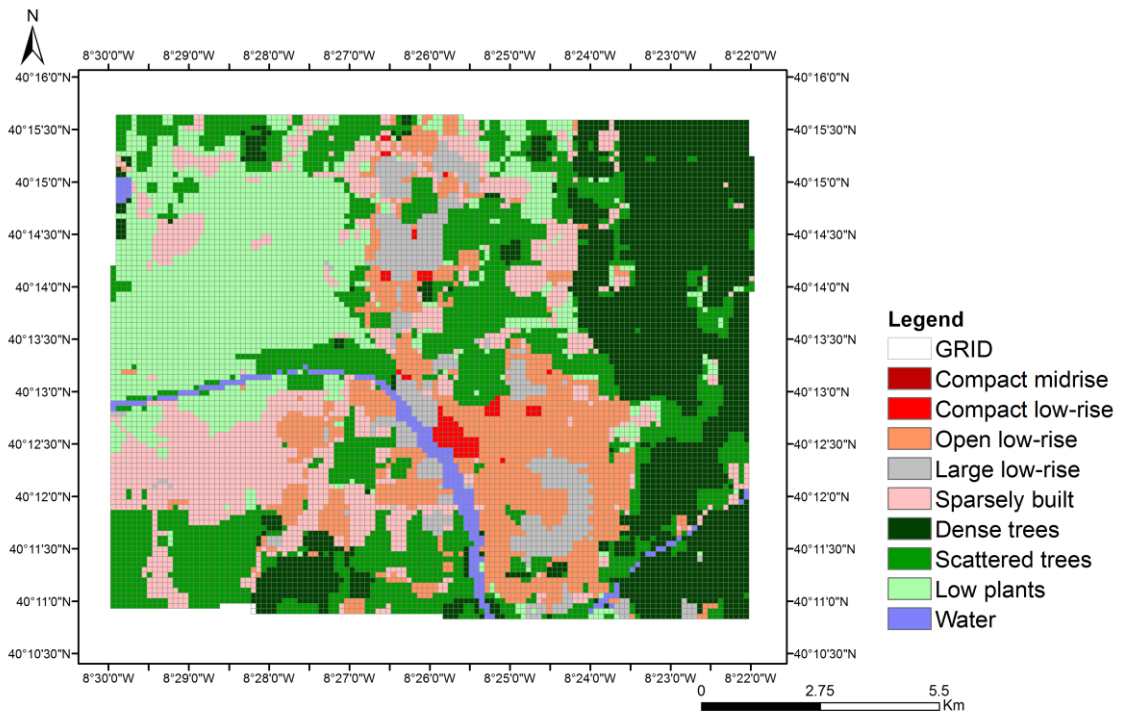 N
8°30'0"W 8°29'0"W 8°28'0"W 8°27'0"W 8°26'0"W 8°25'0"W 8°24'0"W 8°23'0"W 8°22'0"W
40°16'0"N 40°16'0"N
40°15'30"N 40°15'30"N
40°15'0"N 40°15'0"N
40°14'30"N 40°14'30"N
40°14'0"N 40°14'0"N
40°13'30"N 40°13'30"N
40°13'0"N 40°13'0"N
40°12'30"N 40°12'30"N
40°12'0"N 40°12'0"N
40°11'30"N 40°11'30"N
40°11'0"N 40°11'0"N
40°10'30"N 40°10'30"N
8°30'0"W 8°29'0"W 8°28'0"W 8°27'0"W 8°26'0"W 8°25'0"W 8°24'0"W 8°23'0"W 8°22'0"W
Legend
GRID
Compact midrise
Compact low-rise
Open low-rise
Large low-rise
Sparsely built
Dense trees
Scattered trees
Low plants
Water
0 2.75 5.5
Km